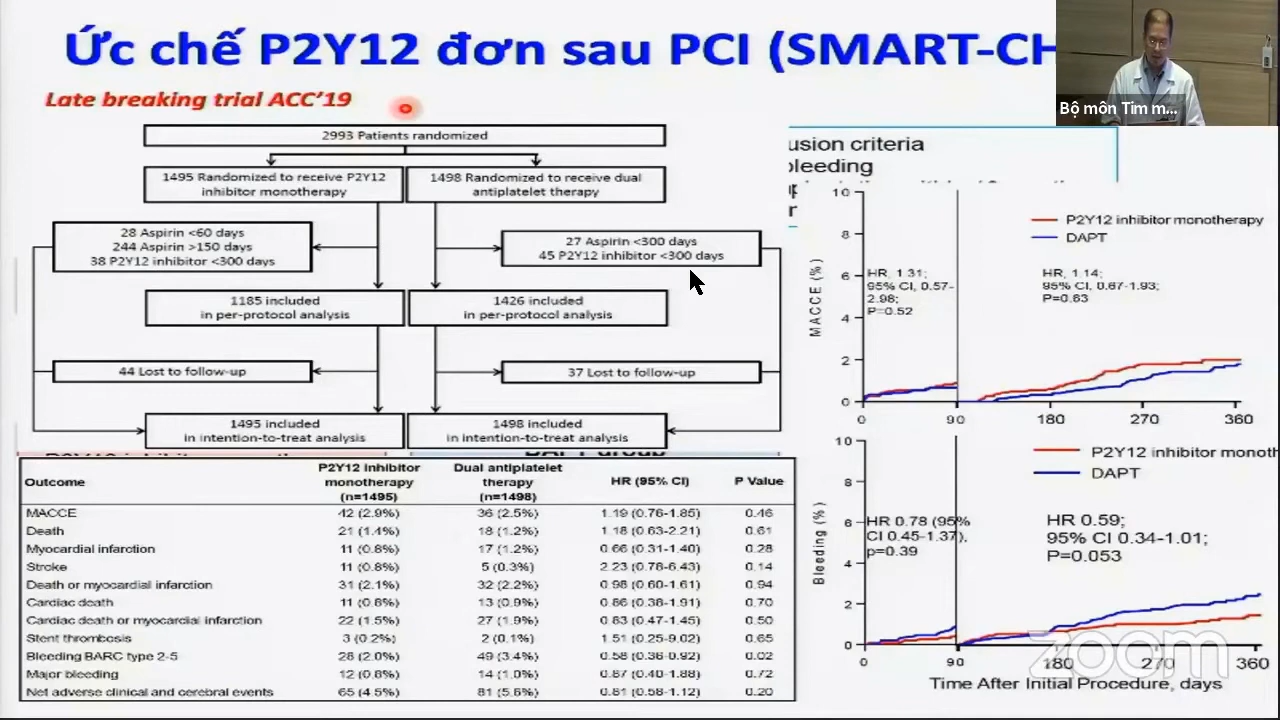 Ức chế P2Y12 đơn sau PCI (SMART-CH
Late breaking trial ACC'19
Bộ môn Tim m...
2993 Patients randomized
1495 Randomized to receive P2Y12
inhibitor monotherapy
1498 Randomized to receive dual
antiplatelet therapy
28 Aspirin <60 days
244 Aspirin >150 days
38 P2Y12 inhibitor <300 days
27 Aspirin <300 days
45 P2Y12 inhibitor <300 days
1185 included
in per-protocol analysis
1426 included
in per-protocol analysis
44 Lost to follow-up
37 Lost to follow-up
1495 included
in intention-to-treat analysis
1498 included
in intention-to-treat analysis
Outcome P2Y12 inhibitor monotherapy (n=1495) Dual antiplatelet therapy (n=1498) HR (95% CI) P Value
MACCE 42 (2.9%) 36 (2.5%) 1.19 (0.76-1.85) 0.46
Death 21 (1.4%) 18 (1.2%) 1.18 (0.63-2.21) 0.61
Myocardial infarction 11 (0.8%) 17 (1.2%) 0.66 (0.31-1.40) 0.28
Stroke 11 (0.8%) 5 (0.3%) 2.23 (0.78-6.43) 0.14
Death or myocardial infarction 31 (2.1%) 32 (2.2%) 0.98 (0.60-1.61) 0.94
Cardiac death 11 (0.8%) 13 (0.9%) 0.86 (0.38-1.91) 0.70
Cardiac death or myocardial infarction 22 (1.5%) 27 (1.9%) 0.83 (0.47-1.45) 0.50
Stent thrombosis 3 (0.2%) 2 (0.1%) 1.51 (0.25-9.02) 0.65
Bleeding BARC type 2-5 28 (2.0%) 49 (3.4%) 0.58 (0.36-0.92) 0.02
Major bleeding 12 (0.8%) 14 (1.0%) 0.87 (0.40-1.88) 0.72
Net adverse clinical and cerebral events 65 (4.5%) 81 (5.6%) 0.81 (0.58-1.12) 0.20
usion criteria
bleeding
MACCE (%)
10
8
6
4
2
0
P2Y12 inhibitor monotherapy
DAPT
HR, 1.31;
95% CI, 0.57-
2.98;
P=0.52
HR, 1.14;
95% CI, 0.67-1.93;
P=0.63
0 90 180 270 360
Bleeding (%)
10
8
6
4
2
0
P2Y12 inhibitor monoth
DAPT
HR 0.78 (95%
CI 0.45-1.37),
p=0.39
HR 0.59;
95% CI 0.34-1.01;
P=0.053
0 90 180 270 360
Time After Initial Procedure, days
zoom